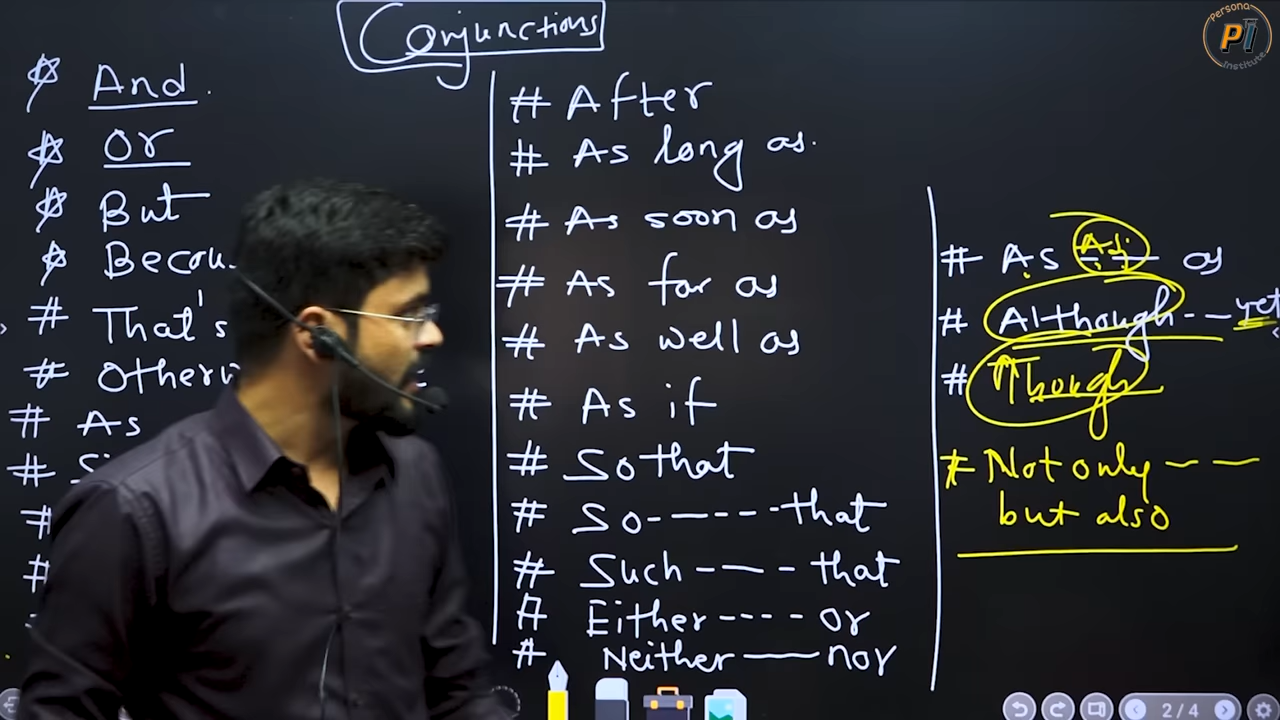 Conjunctions
And.
Or
But
That's
As
# After
# As long as.
# As soon as
# As far as
# As well as
# As if
# So that
# So------that
# Such----that
# Either----or
# Neither——nor
# As As. as
# Although---yet
# Though
* Not only ---
but also
Persona
PI
Institute
2/4